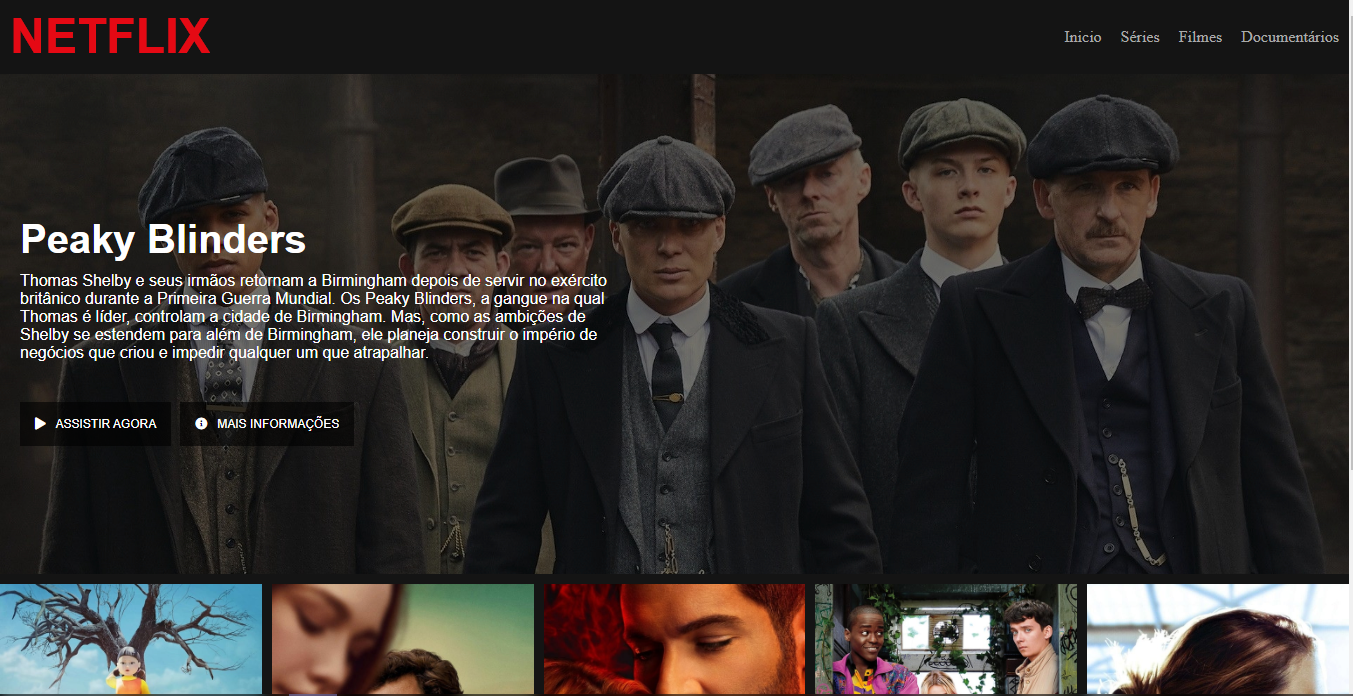 NETFLIX
Inicio Séries Filmes Documentários
Peaky Blinders
Thomas Shelby e seus irmãos retornam a Birmingham depois de servir no exército
britânico durante a Primeira Guerra Mundial. Os Peaky Blinders, a gangue na qual
Thomas é líder, controlam a cidade de Birmingham. Mas, como as ambições de
Shelby se estendem para além de Birmingham, ele planeja construir o império de
negócios que criou e impedir qualquer um que atrapalhar.
ASSISTIR AGORA MAIS INFORMAÇÕES